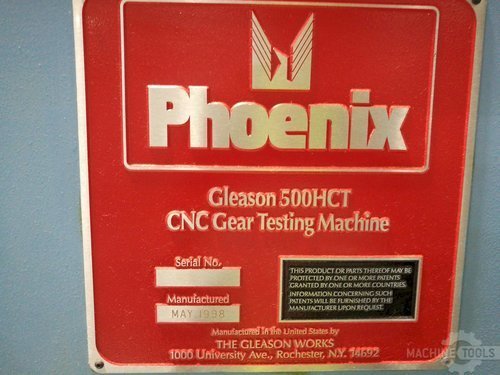 Phoenix
Gleason 500HCT
CNC Gear Testing Machine
Serial No.
Manufactured
MAY 1998
THIS PRODUCT OR PARTS THEREOF MAY BE
PROTECTED BY ONE OR MORE PATENTS
GRANTED BY ONE OR MORE COUNTRIES.
INFORMATION CONCERNING SUCH
PATENTS WILL BE FURNISHED BY THE
MANUFACTURER UPON REQUEST.
Manufactured in the United States by
THE GLEASON WORKS
1000 University Ave., Rochester, N.Y. 14692
MACHINE TOOLS